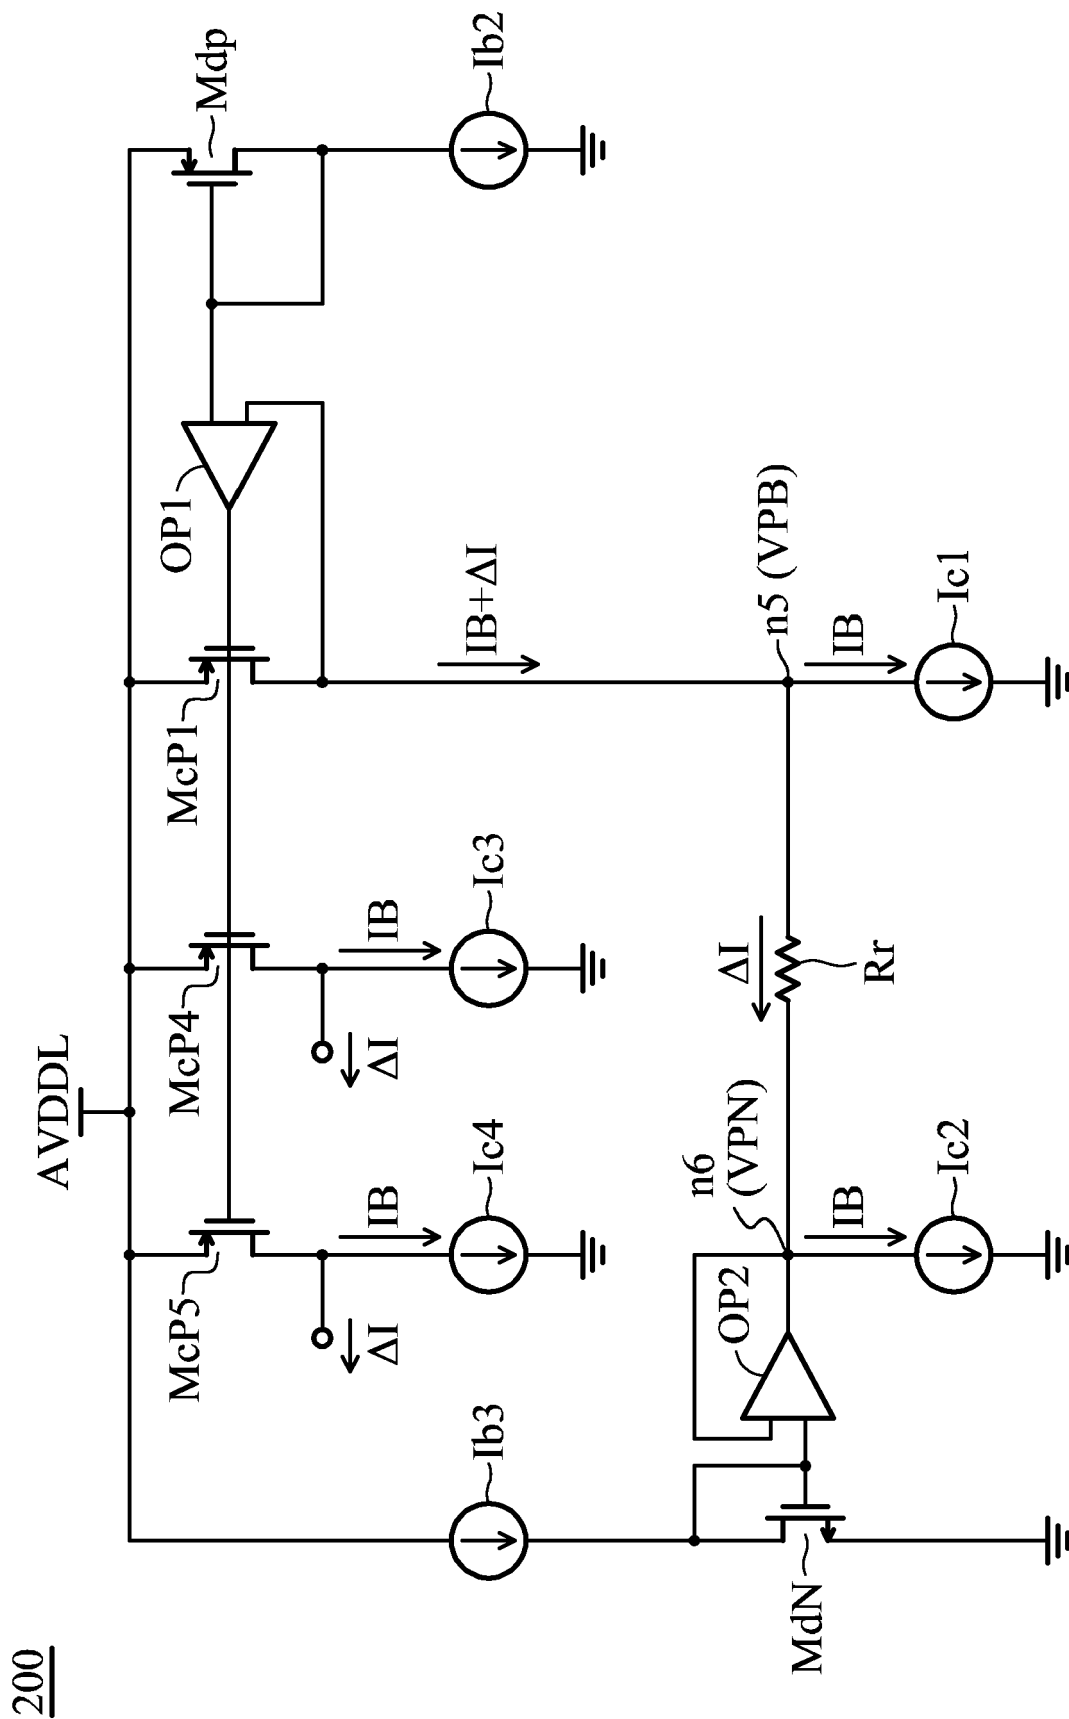 200
AVDDL
McP5
McP4
McP1
OP1
Mdp
Ib3
IB
Ic4
ΔI
IB
Ic3
ΔI
IB+ΔI
Ib2
MdN
OP2
n6
(VPN)
ΔI
Rr
n5 (VPB)
IB
Ic2
IB
Ic1